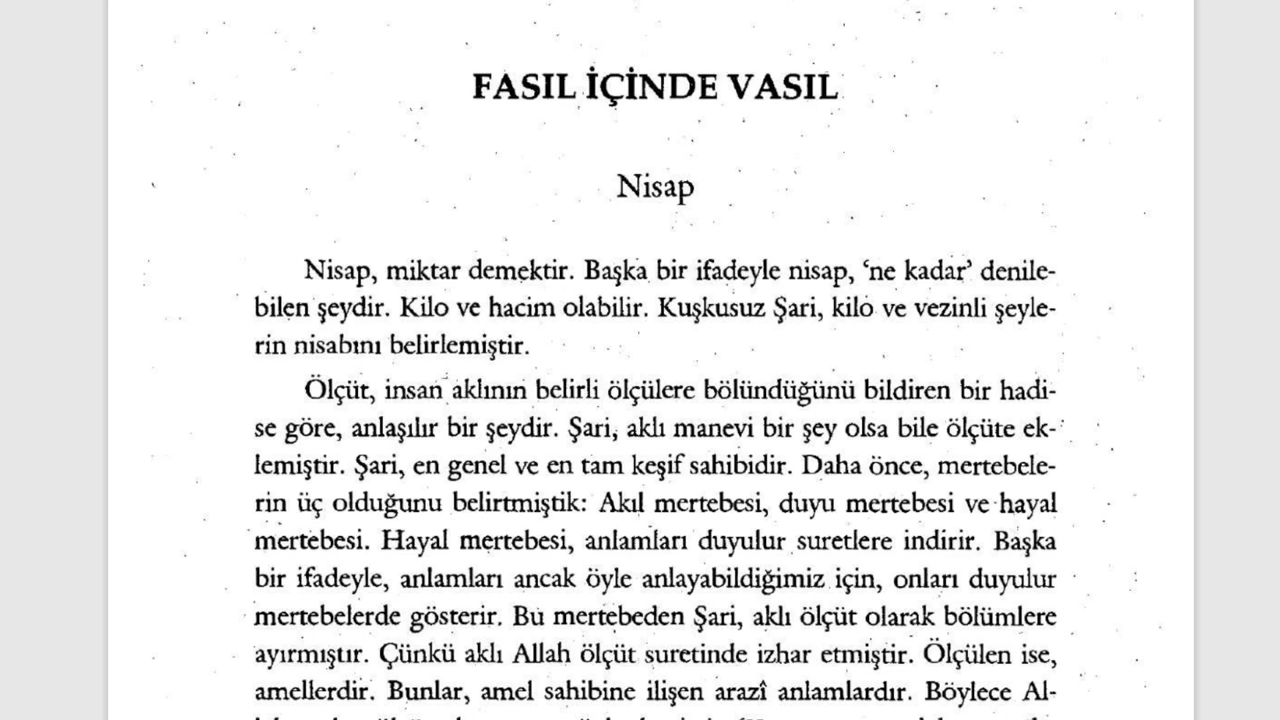 FASIL İÇİNDE VASIL
Nisap
Nisap, miktar demektir. Başka bir ifadeyle nisap, ‘ne kadar’ denile-
bilen şeydir. Kilo ve hacim olabilir. Kuşkusuz Şari, kilo ve vezinli şeyle-
rin nisabını belirlemiştir.
Ölçüt, insan aklının belirli ölçülere bölündüğünü bildiren bir hadi-
se göre, anlaşılır bir şeydir. Şari, aklı manevi bir şey olsa bile ölçüte ek-
lemiştir. Şari, en genel ve en tam keşif sahibidir. Daha önce, mertebele-
rin üç olduğunu belirtmiştik: Akıl mertebesi, duyu mertebesi ve hayal
mertebesi. Hayal mertebesi, anlamları duyulur suretlere indirir. Başka
bir ifadeyle, anlamları ancak öyle anlayabildiğimiz için, onları duyulur
mertebelerde gösterir. Bu mertebeden Şari, aklı ölçüt olarak bölümlere
ayırmıştır. Çünkü aklı Allah ölçüt suretinde izhar etmiştir. Ölçülen ise,
amellerdir. Bunlar, amel sahibine ilişen arazî anlamlardır. Böylece Al-